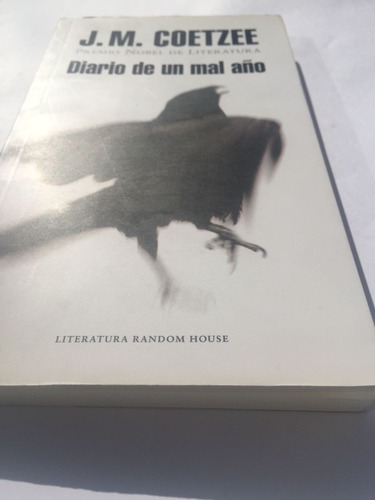 J. M. COETZEE
PREMIO NOBEL DE LITERATURA
Diario de un mal año
LITERATURA RANDOM HOUSE